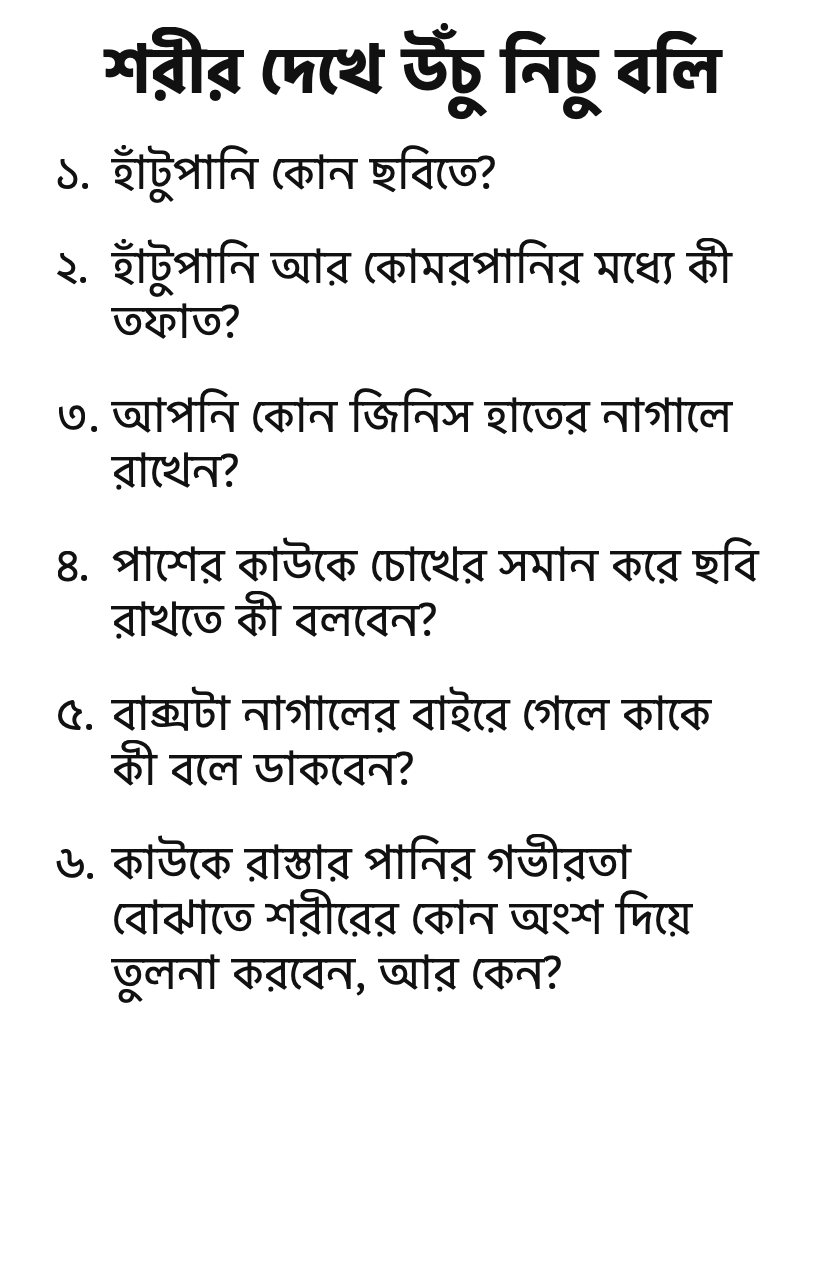 শরীর দেখে উঁচু নিচু বলি
১. হাঁটুপানি কোন ছবিতে?
২. হাঁটুপানি আর কোমরপানির মধ্যে কী
তফাত?
৩. আপনি কোন জিনিস হাতের নাগালে
রাখেন?
৪. পাশের কাউকে চোখের সমান করে ছবি
রাখতে কী বলবেন?
৫. বাক্সটা নাগালের বাইরে গেলে কাকে
কী বলে ডাকবেন?
৬. কাউকে রাস্তার পানির গভীরতা
বোঝাতে শরীরের কোন অংশ দিয়ে
তুলনা করবেন, আর কেন?